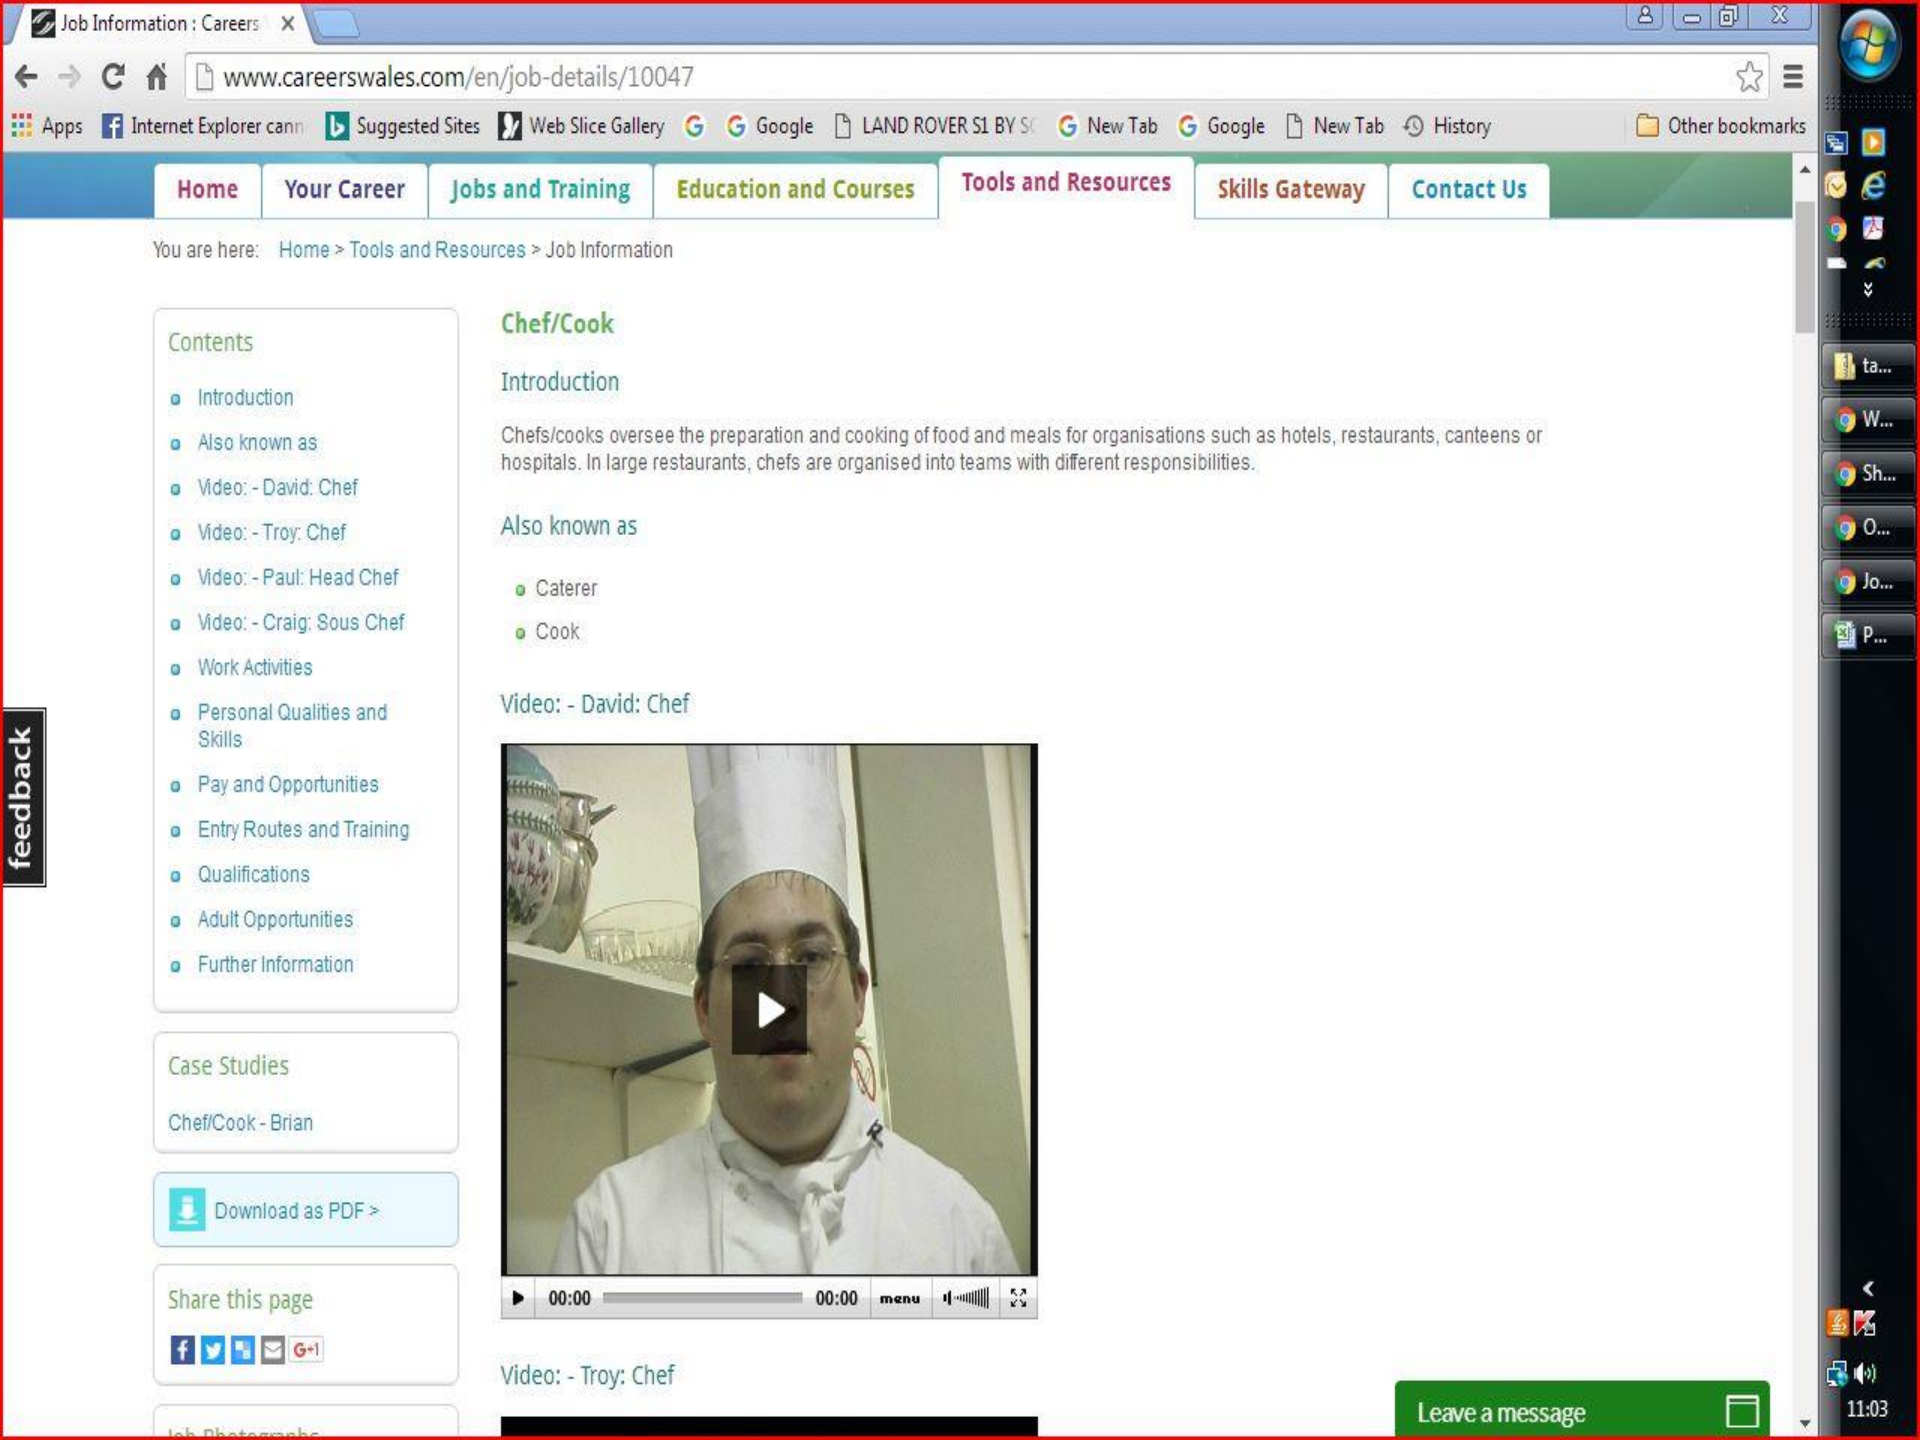 Job Information : Careers
www.careerswales.com/en/job-details/10047
Apps Internet Explorer cann Suggested Sites Web Slice Gallery Google LAND ROVER S1 BY SC New Tab Google New Tab History Other bookmarks
Home Your Career Jobs and Training Education and Courses Tools and Resources Skills Gateway Contact Us
You are here: Home > Tools and Resources > Job Information
Contents
Introduction
Also known as
Video: - David: Chef
Video: - Troy: Chef
Video: - Paul: Head Chef
Video: - Craig: Sous Chef
Work Activities
Personal Qualities and
Skills
Pay and Opportunities
Entry Routes and Training
Qualifications
Adult Opportunities
Further Information
Case Studies
Chef/Cook - Brian
Download as PDF >
Share this page
G+1
Job Photographs
feedback
Chef/Cook
Introduction
Chefs/cooks oversee the preparation and cooking of food and meals for organisations such as hotels, restaurants, canteens or
hospitals. In large restaurants, chefs are organised into teams with different responsibilities.
Also known as
Caterer
Cook
Video: - David: Chef
R
00:00 00:00 menu
Video: - Troy: Chef
Leave a message
ta...
W...
Sh...
O...
Jo...
P...
11:03